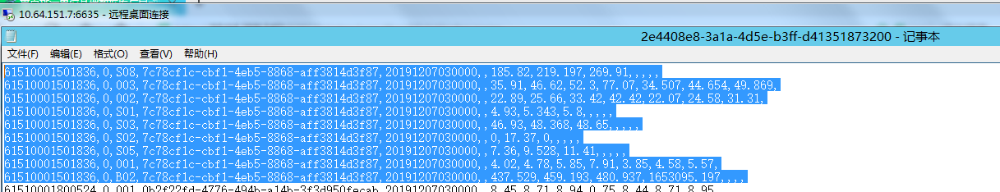 10.64.151.7:6635 - 远程桌面连接
2e4408e8-3a1a-4d5e-b3ff-d41351873200 - 记事本
文件(F) 编辑(E) 格式(O) 查看(V) 帮助(H)
61510001501836,0,S08,7c78cf1c-cbf1-4eb5-8868-aff3814d3f87,20191207030000,,185.82,219.197,269.91,,,,,
61510001501836,0,003,7c78cf1c-cbf1-4eb5-8868-aff3814d3f87,20191207030000,,35.91,46.62,52.3,77.07,34.507,44.654,49.869,
61510001501836,0,002,7c78cf1c-cbf1-4eb5-8868-aff3814d3f87,20191207030000,,22.89,25.66,33.42,42.42,22.07,24.58,31.31,
61510001501836,0,S01,7c78cf1c-cbf1-4eb5-8868-aff3814d3f87,20191207030000,,4.93,5.343,5.8,,,,,
61510001501836,0,S03,7c78cf1c-cbf1-4eb5-8868-aff3814d3f87,20191207030000,,46.93,48.368,48.65,,,,,
61510001501836,0,S02,7c78cf1c-cbf1-4eb5-8868-aff3814d3f87,20191207030000,,0,17.37,0,,,,,
61510001501836,0,S05,7c78cf1c-cbf1-4eb5-8868-aff3814d3f87,20191207030000,,7.36,9.528,11.41,,,,,
61510001501836,0,001,7c78cf1c-cbf1-4eb5-8868-aff3814d3f87,20191207030000,,4.02,4.78,5.85,7.91,3.85,4.58,5.57,
61510001501836,0,B02,7c78cf1c-cbf1-4eb5-8868-aff3814d3f87,20191207030000,,437.529,459.193,480.937,1653095.197,,,,
61510001800524,0,001,0b2f22fd-4776-494b-a14b-3f3d950fecab,20191207030000,,8.45,8.71,8.94,0.75,8.44,8.71,8.95,